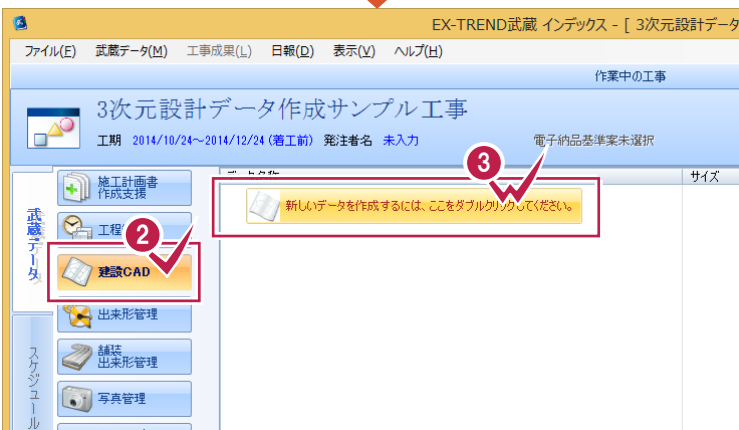 EX-TREND武蔵 インデックス - [ 3次元設計データ
ファイル(F) 武蔵データ(M) 工事成果(L) 日報(D) 表示(V) ヘルプ(H)
作業中の工事
3次元設計データ作成サンプル工事
工期 2014/10/24～2014/12/24 (着工前) 発注者名 未入力 電子納品基準案未選択
サイズ
武蔵データ
スケジュール
施工計画書
作成支援
3
新しいデータを作成するには、ここをダブルクリックしてください。
工程
2
建設CAD
出来形管理
舗装
出来形管理
写真管理